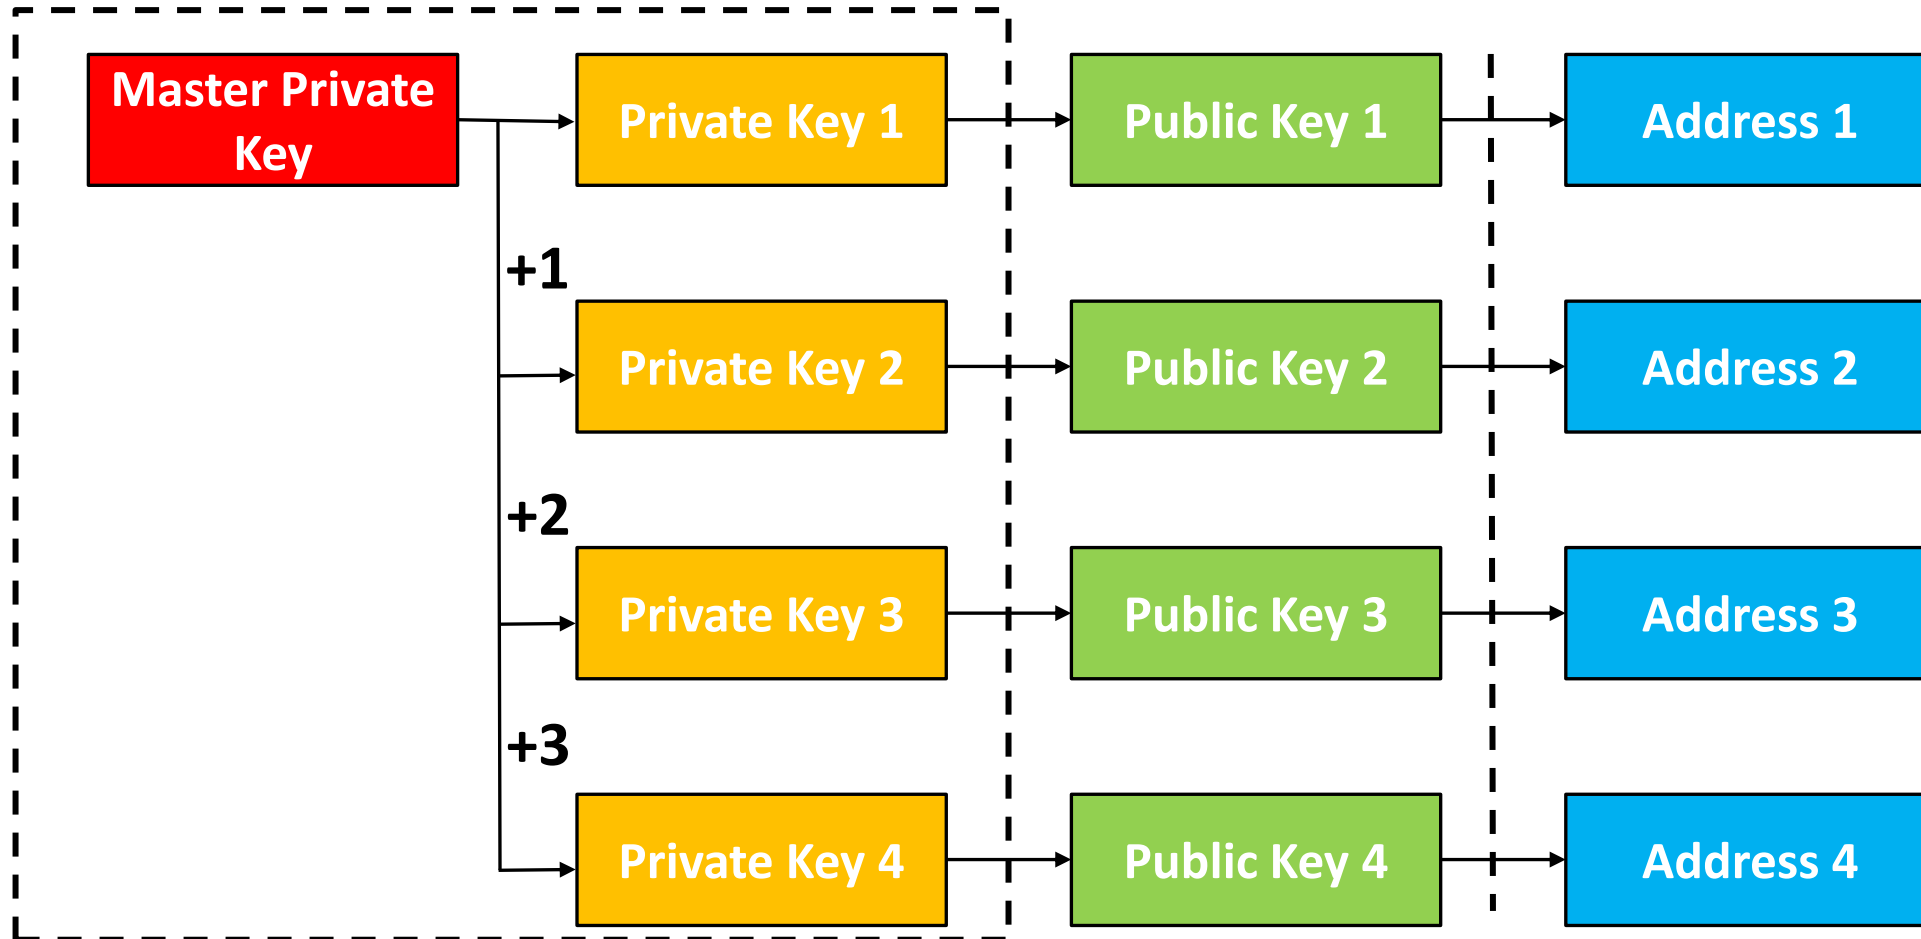 Master Private
Key
Private Key 1
Public Key 1
Address 1
+1
Private Key 2
Public Key 2
Address 2
+2
Private Key 3
Public Key 3
Address 3
+3
Private Key 4
Public Key 4
Address 4